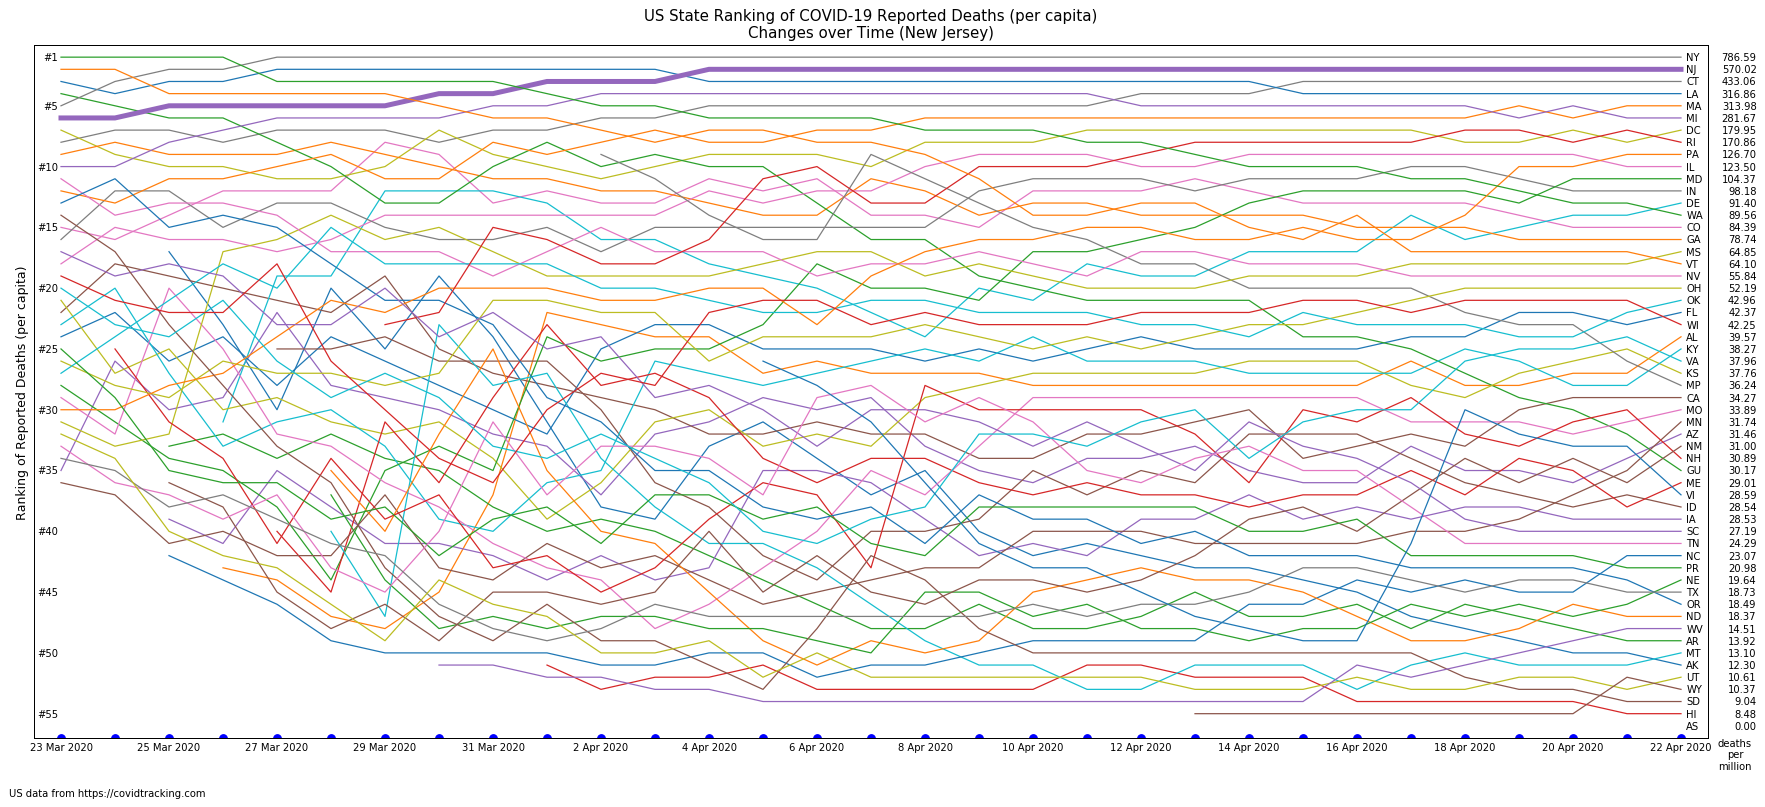 US State Ranking of COVID-19 Reported Deaths (per capita)
Changes over Time (New Jersey)
Ranking of Reported Deaths (per capita)
#1
#5
#10
#15
#20
#25
#30
#35
#40
#45
#50
#55
NY 786.59
NJ 570.02
CT 433.06
LA 316.86
MA 313.98
MI 281.67
DC 179.95
RI 170.86
PA 126.70
IL 123.50
MD 104.37
IN 98.18
DE 91.40
WA 89.56
CO 84.39
GA 78.74
MS 64.85
VT 64.10
NV 55.84
OH 52.19
OK 42.96
FL 42.37
WI 42.25
AL 39.57
KY 38.27
VA 37.96
KS 37.76
MP 36.24
CA 34.27
MO 33.89
MN 31.74
AZ 31.46
NM 31.00
NH 30.89
GU 30.17
ME 29.01
VI 28.59
ID 28.54
IA 28.53
SC 27.19
TN 24.29
NC 23.07
PR 20.98
NE 19.64
TX 18.73
OR 18.49
ND 18.37
WV 14.51
AR 13.92
MT 13.10
AK 12.30
UT 10.61
WY 10.37
SD 9.04
HI 8.48
AS 0.00
23 Mar 2020 25 Mar 2020 27 Mar 2020 29 Mar 2020 31 Mar 2020 2 Apr 2020 4 Apr 2020 6 Apr 2020 8 Apr 2020 10 Apr 2020 12 Apr 2020 14 Apr 2020 16 Apr 2020 18 Apr 2020 20 Apr 2020 22 Apr 2020
deaths
per
million
US data from https://covidtracking.com